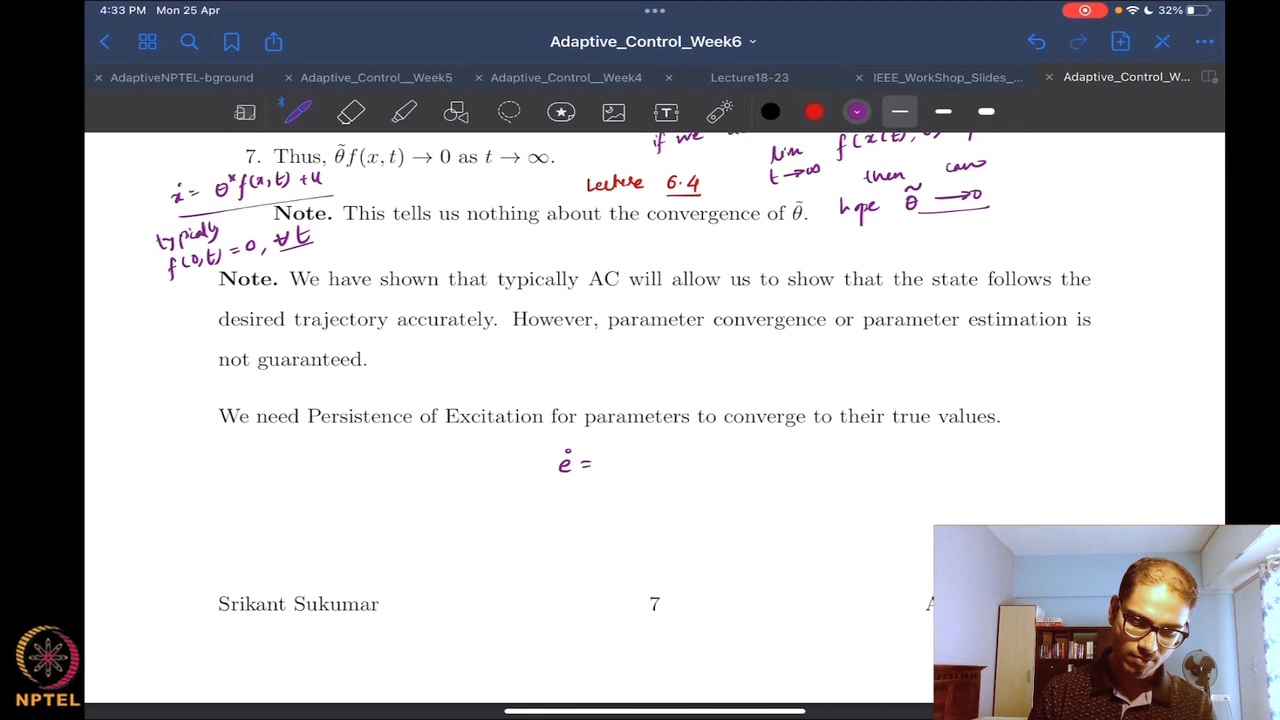 4:33 PM Mon 25 Apr
32%
Adaptive_Control_Week6
AdaptiveNPTEL-bground
Adaptive_Control__Week5
Adaptive_Control__Week4
Lecture18-23
IEEE_WorkShop_Slides_...
Adaptive_Control_W...
if we
lim t→∞ f(x(t),
7. Thus, θ̃f(x, t) → 0 as t → ∞.
then
ẋ = θ* f(x,t) + u
Lecture 6.4
hope θ̃ → 0
Note. This tells us nothing about the convergence of θ̃.
typically
f(0,t) = 0, ∀ t
Note. We have shown that typically AC will allow us to show that the state follows the
desired trajectory accurately. However, parameter convergence or parameter estimation is
not guaranteed.
We need Persistence of Excitation for parameters to converge to their true values.
ė =
Srikant Sukumar
7
NPTEL